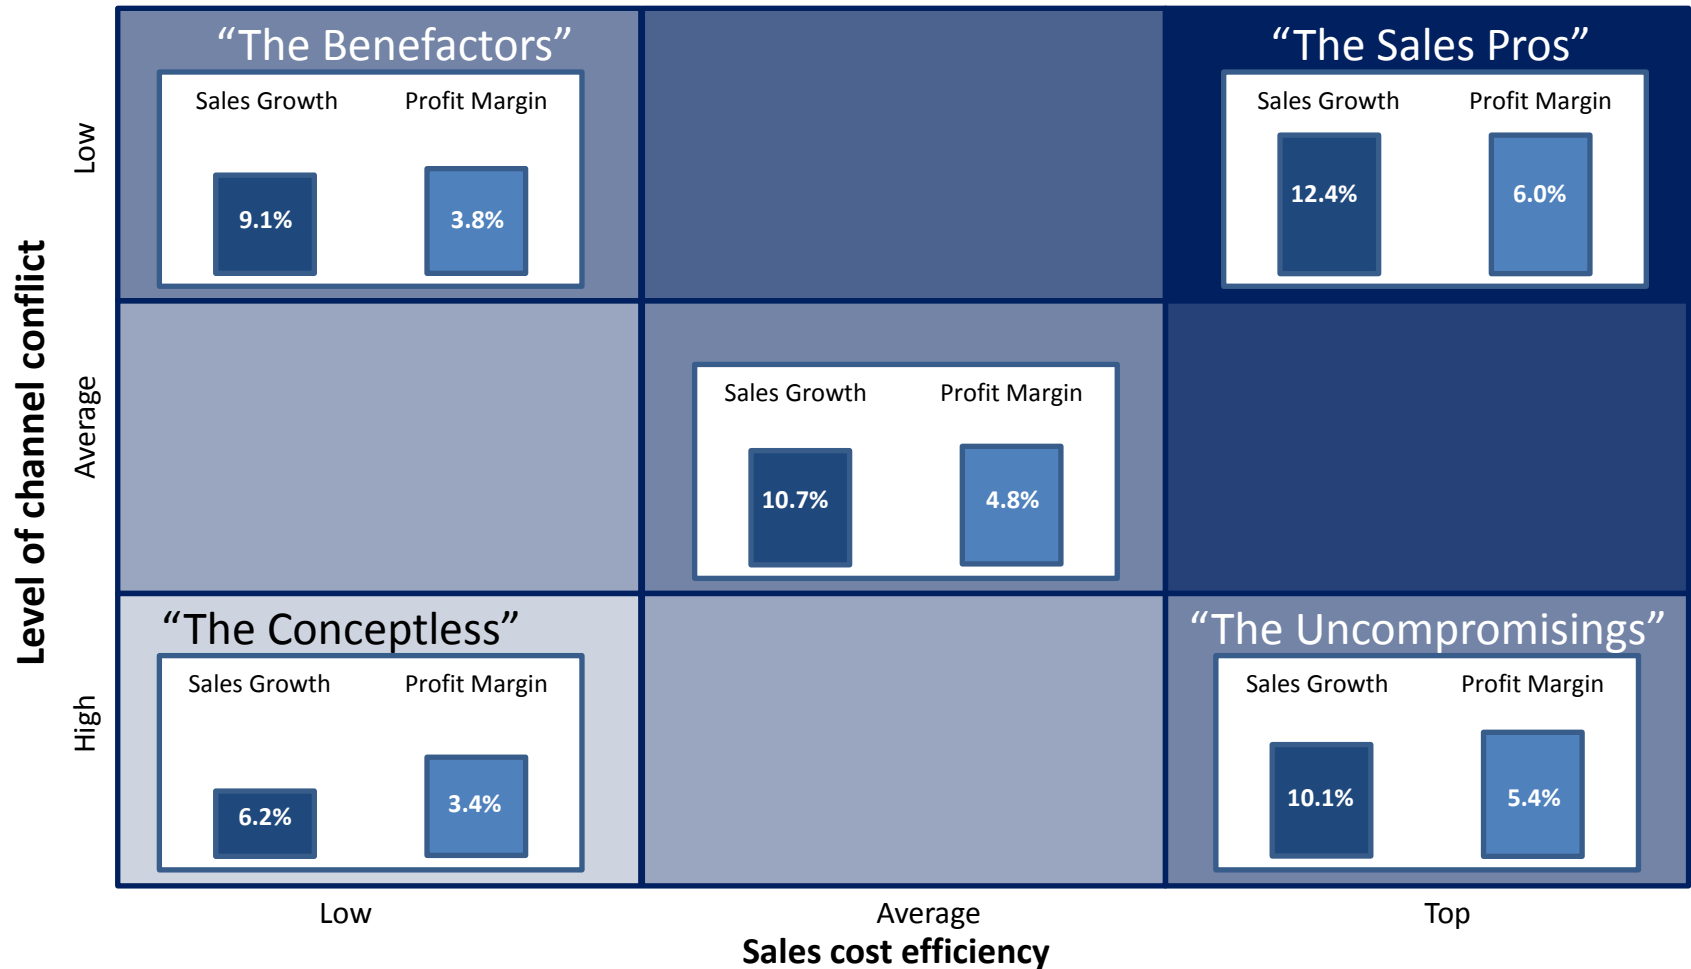 “The Benefactors”
Sales Growth Profit Margin
9.1% 3.8%
“The Sales Pros”
Sales Growth Profit Margin
12.4% 6.0%
Low
Sales Growth Profit Margin
10.7% 4.8%
Average
Level of channel conflict
“The Conceptless”
Sales Growth Profit Margin
6.2% 3.4%
“The Uncompromisings”
Sales Growth Profit Margin
10.1% 5.4%
High
Low Average Top
Sales cost efficiency